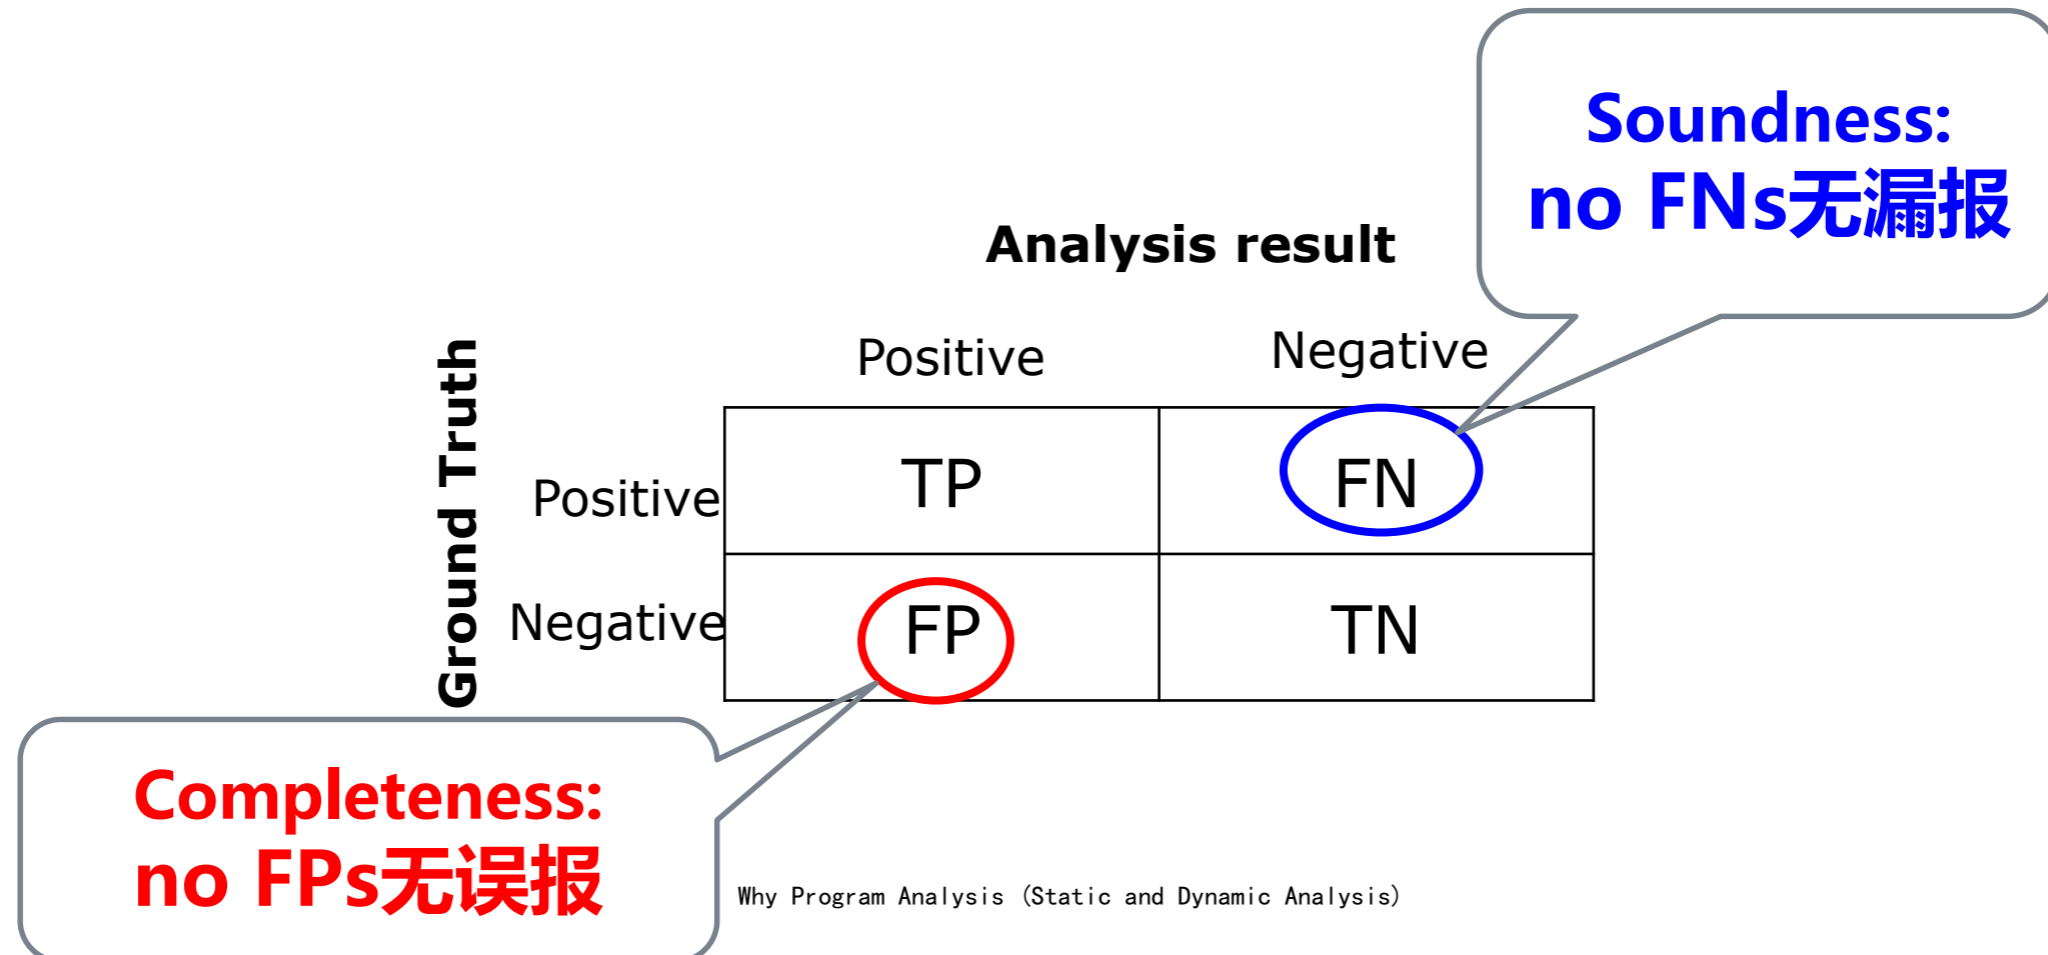 Soundness:
no FNs无漏报
Analysis result
Positive
Negative
Ground Truth
Positive
TP
FN
Negative
FP
TN
Completeness:
no FPs无误报
Why Program Analysis (Static and Dynamic Analysis)